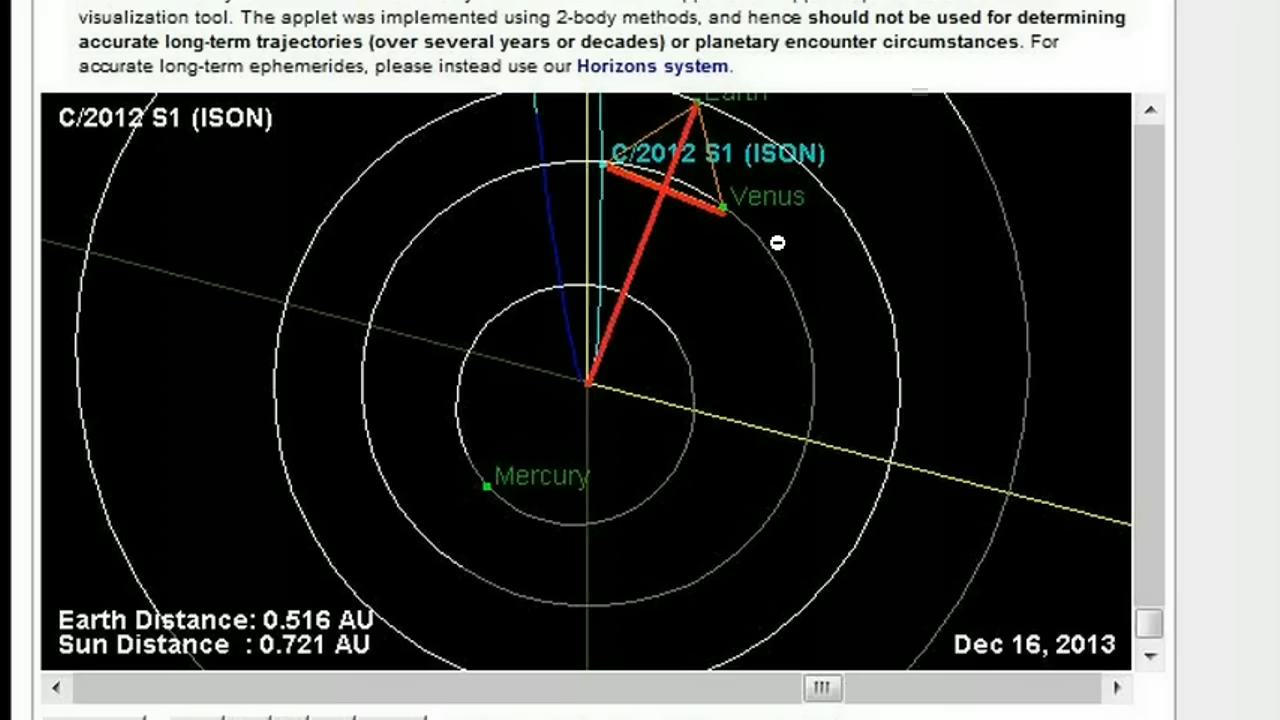 visualization tool. The applet was implemented using 2-body methods, and hence should not be used for determining
accurate long-term trajectories (over several years or decades) or planetary encounter circumstances. For
accurate long-term ephemerides, please instead use our Horizons system.
C/2012 S1 (ISON)
Earth
C/2012 S1 (ISON)
Venus
Mercury
Earth Distance: 0.516 AU
Sun Distance : 0.721 AU
Dec 16, 2013